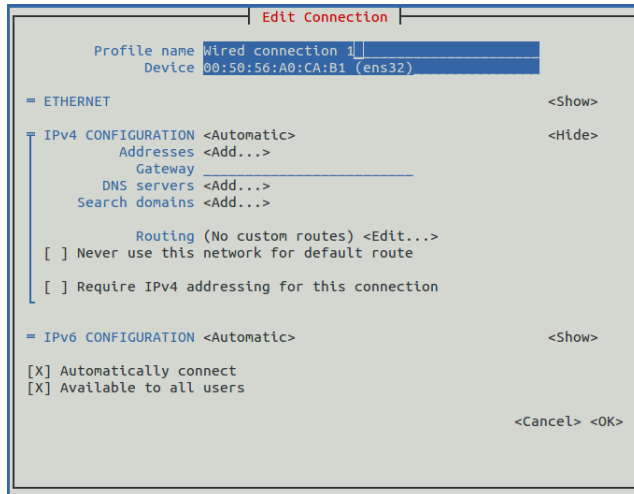 Edit Connection
Profile name Wired connection 1
Device 00:50:56:A0:CA:B1 (ens32)
= ETHERNET <Show>
= IPv4 CONFIGURATION <Automatic> <Hide>
Addresses <Add...>
Gateway
DNS servers <Add...>
Search domains <Add...>
Routing (No custom routes) <Edit...>
[ ] Never use this network for default route
[ ] Require IPv4 addressing for this connection
= IPv6 CONFIGURATION <Automatic> <Show>
[X] Automatically connect
[X] Available to all users
<Cancel> <OK>